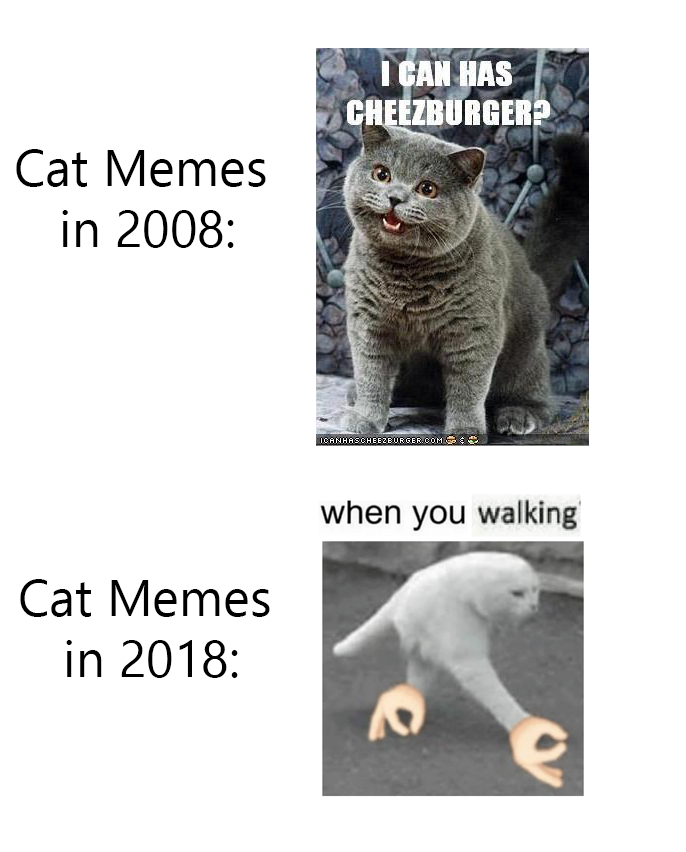 Cat Memes
in 2008:
I CAN HAS
CHEEZBURGER?
ICANHASCHEEZBURGER.COM
when you walking
Cat Memes
in 2018: